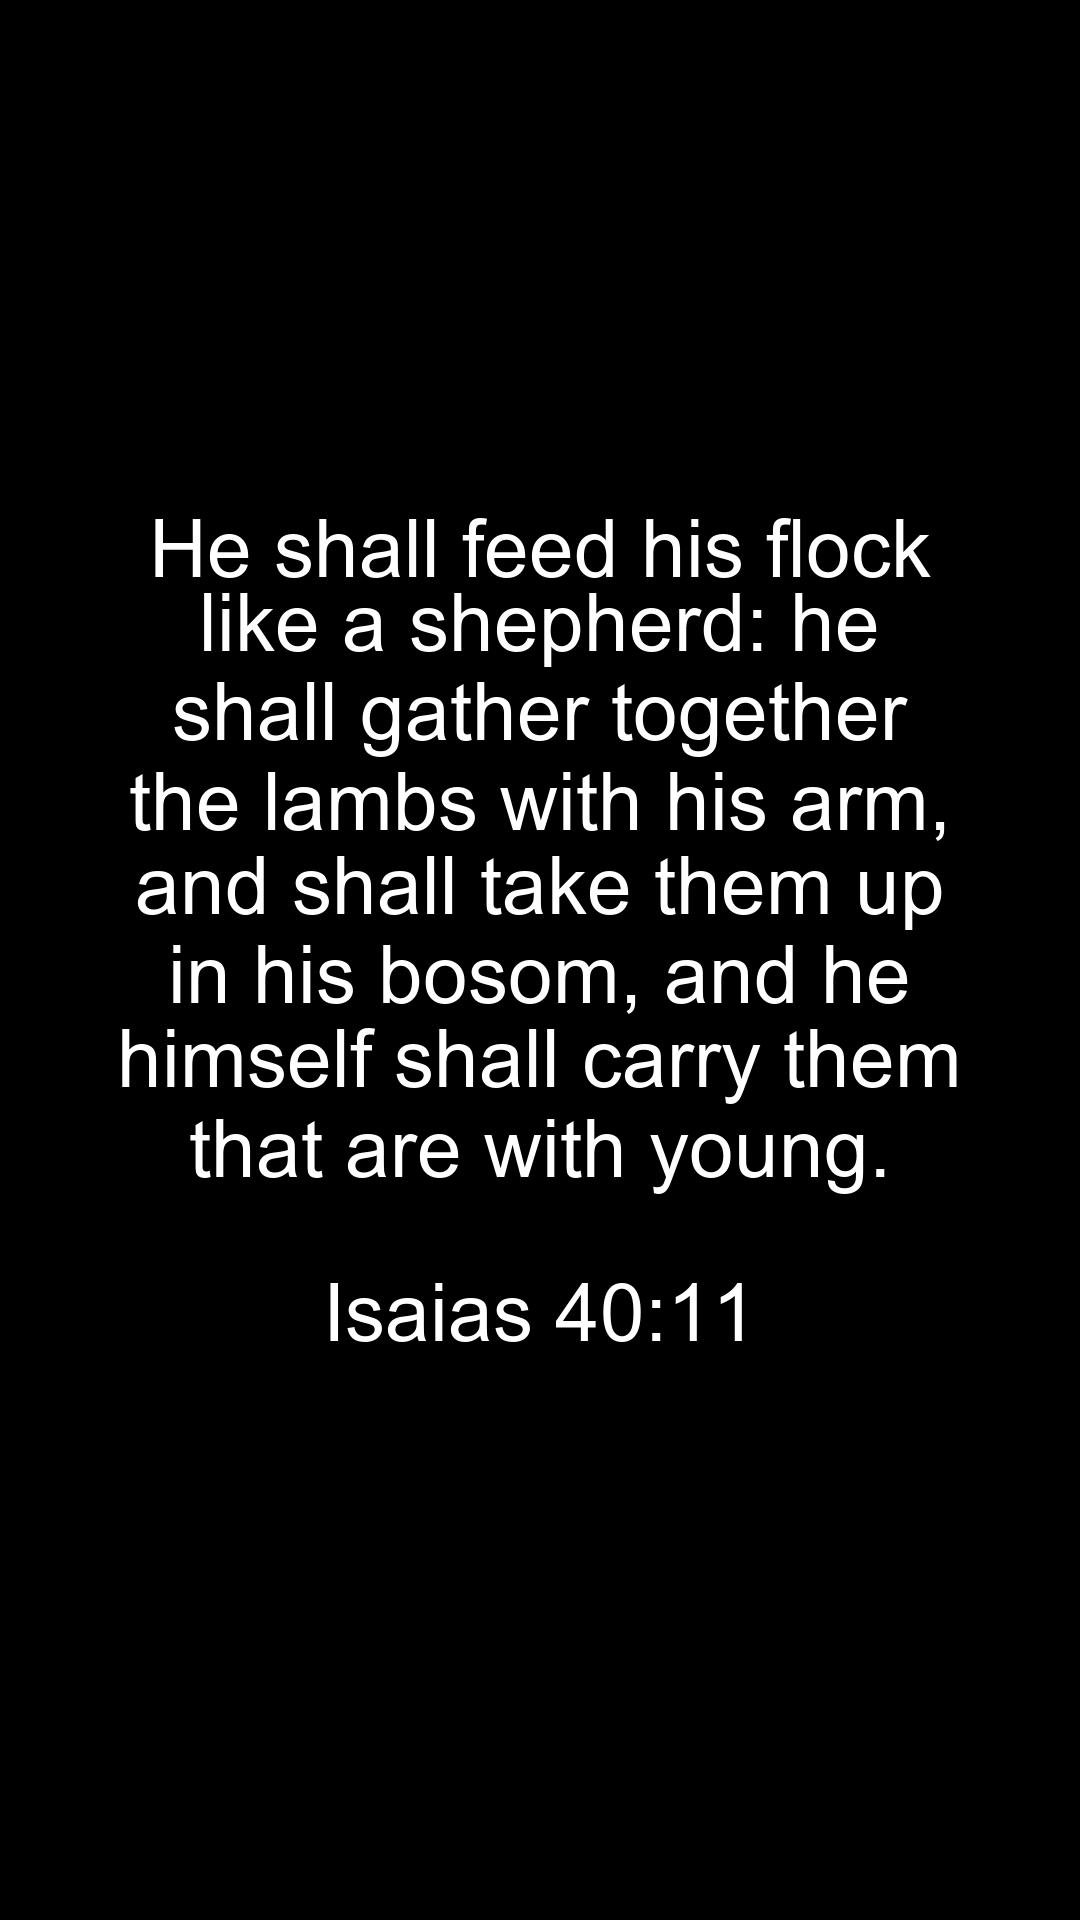 He shall feed his flock
like a shepherd: he
shall gather together
the lambs with his arm,
and shall take them up
in his bosom, and he
himself shall carry them
that are with young.
Isaias 40:11